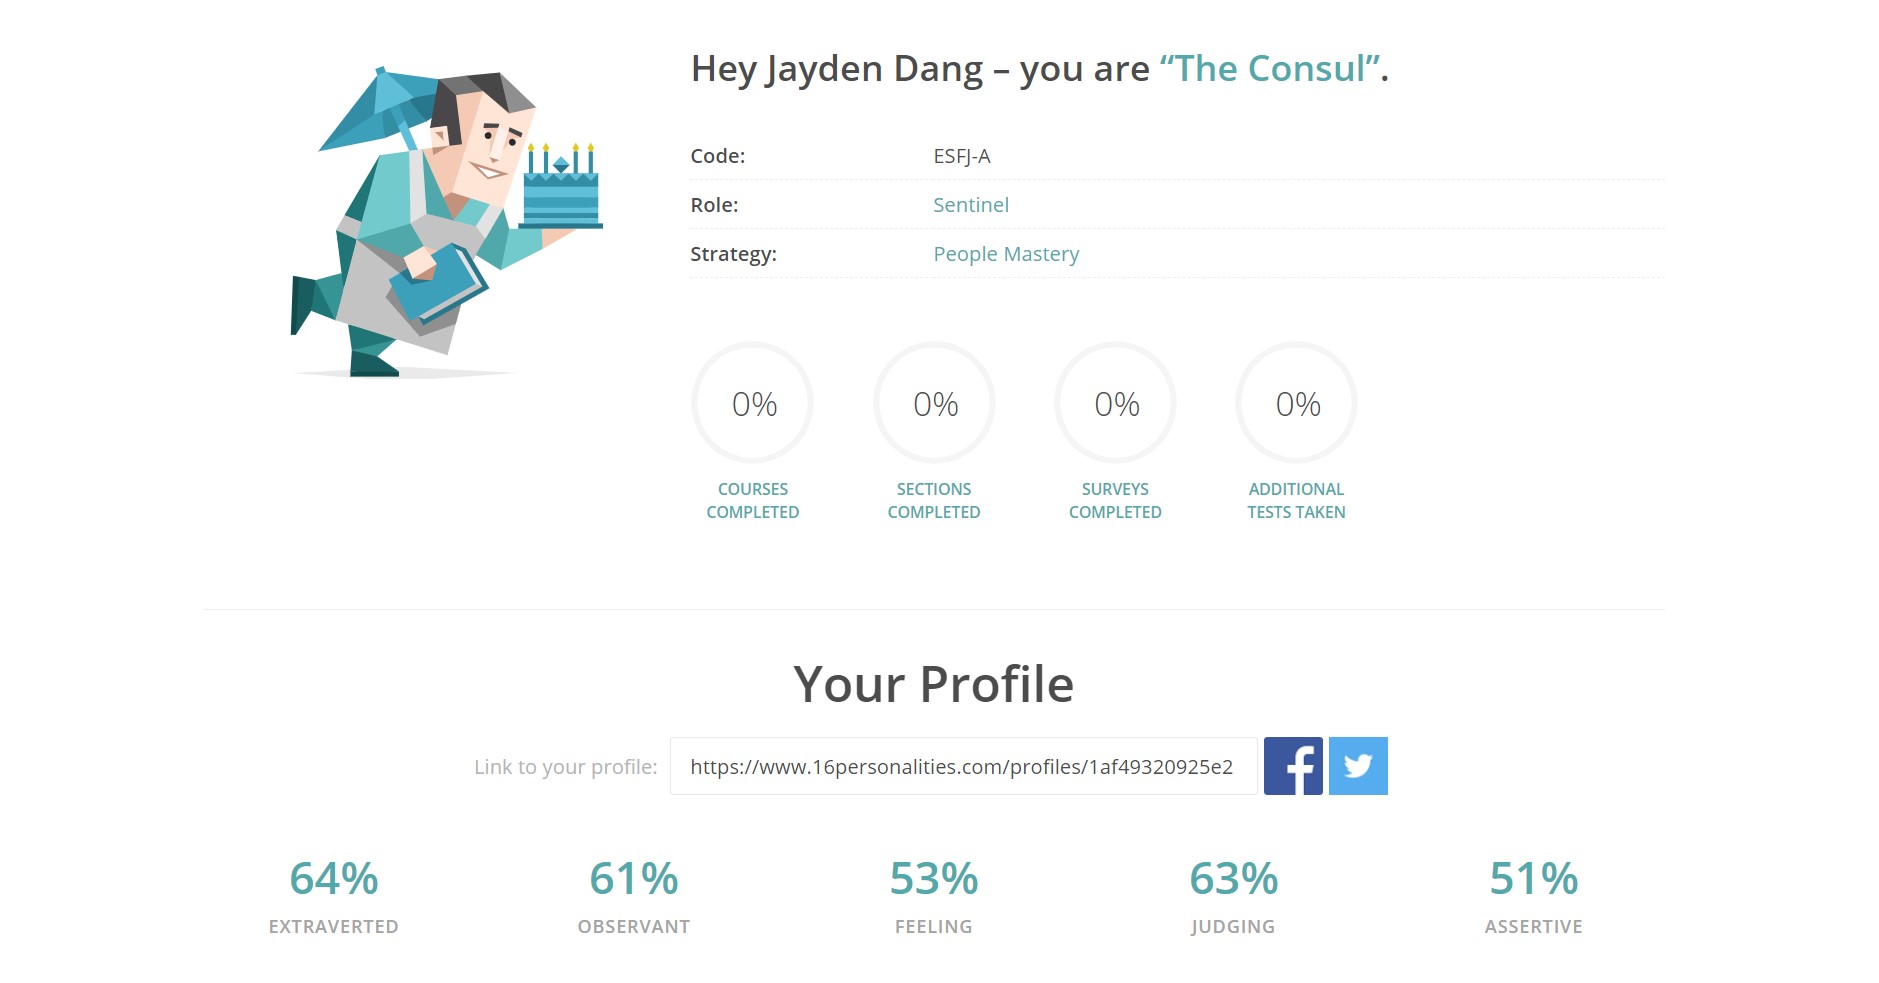 Hey Jayden Dang – you are “The Consul”.
Code: ESFJ-A
Role: Sentinel
Strategy: People Mastery
0% 0% 0% 0%
COURSES SECTIONS SURVEYS ADDITIONAL
COMPLETED COMPLETED COMPLETED TESTS TAKEN
Your Profile
Link to your profile: https://www.16personalities.com/profiles/1af49320925e2
64% 61% 53% 63% 51%
EXTRAVERTED OBSERVANT FEELING JUDGING ASSERTIVE